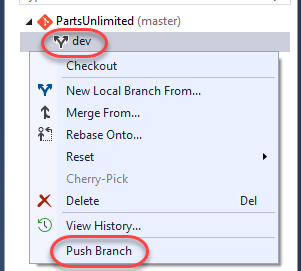 PartsUnlimited (master)
dev
Checkout
New Local Branch From...
Merge From...
Rebase Onto...
Reset
Cherry-Pick
Delete Del
View History...
Push Branch